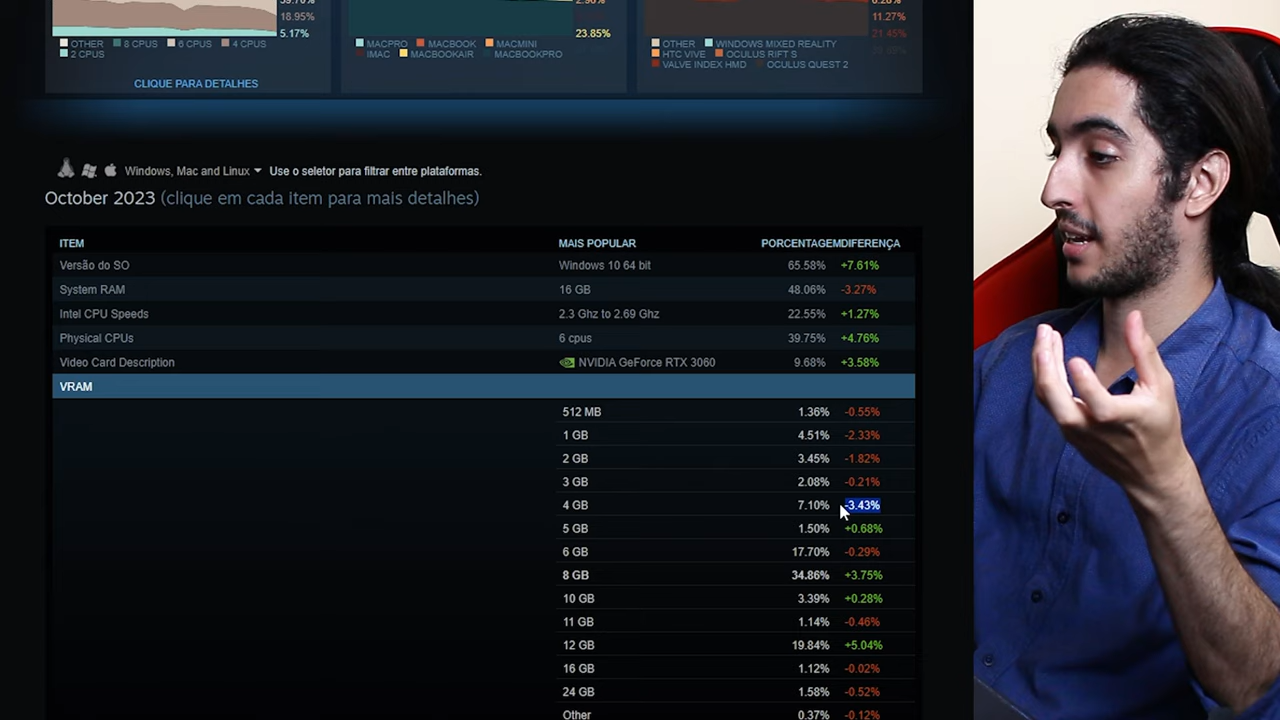 18.95%
5.17%
OTHER 8 CPUS 6 CPUS 4 CPUS
2 CPUS
CLIQUE PARA DETALHES
23.85%
MACPRO MACBOOK MACMINI
IMAC MACBOOKAIR MACBOOKPRO
11.27%
21.45%
OTHER WINDOWS MIXED REALITY
HTC VIVE OCULUS RIFT S
VALVE INDEX HMD OCULUS QUEST 2
Windows, Mac and Linux Use o seletor para filtrar entre plataformas.
October 2023 (clique em cada item para mais detalhes)
ITEM MAIS POPULAR PORCENTAGEM DIFERENÇA
Versão do SO Windows 10 64 bit 65.58% +7.61%
System RAM 16 GB 48.06% -3.27%
Intel CPU Speeds 2.3 Ghz to 2.69 Ghz 22.55% +1.27%
Physical CPUs 6 cpus 39.75% +4.76%
Video Card Description NVIDIA GeForce RTX 3060 9.68% +3.58%
VRAM
512 MB 1.36% -0.55%
1 GB 4.51% -2.33%
2 GB 3.45% -1.82%
3 GB 2.08% -0.21%
4 GB 7.10% -3.43%
5 GB 1.50% +0.68%
6 GB 17.70% -0.29%
8 GB 34.86% +3.75%
10 GB 3.39% +0.28%
11 GB 1.14% -0.46%
12 GB 19.84% +5.04%
16 GB 1.12% -0.02%
24 GB 1.58% -0.52%
Other 0.37% -0.12%